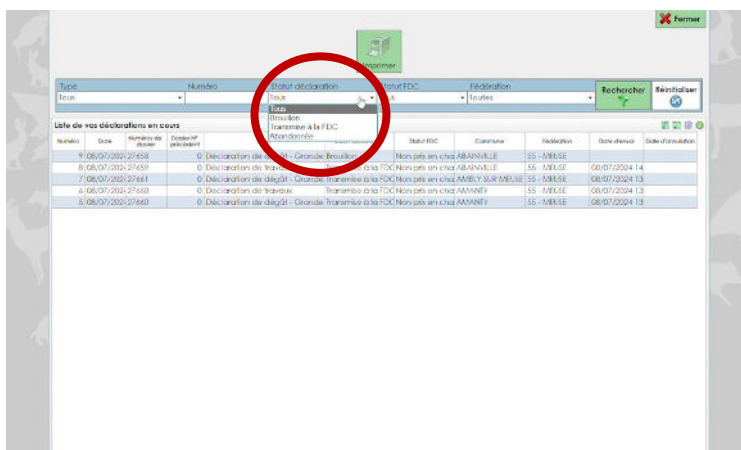 Fermer
Imprimer
Type Numéro Statut déclaration Statut FDC Fédération
Tous Tous Toutes
Rechercher Réinitialiser
Tous
Brouillon
Transmise à la FDC
Abandonnée
Liste de vos déclarations en cours
Numéro Date Numéros de dossier Dossier N° précédent Statut FDC Commune Fédération Date d'envoi Date d'annulation
9 08/07/202 27658 0 Déclaration de dégât - Grande Brouillon Non pris en cha ABAINVILLE 55 - MEUSE
8 08/07/202 27659 0 Déclaration de travaux Transmise à la FDC Non pris en cha ABAINVILLE 55 - MEUSE 08/07/2024 14
7 08/07/202 27661 0 Déclaration de dégât - Grande Transmise à la FDC Non pris en cha AMBLY SUR MEUSE 55 - MEUSE 08/07/2024 13
6 08/07/202 27660 0 Déclaration de travaux Transmise à la FDC Non pris en cha AMANTY 55 - MEUSE 08/07/2024 13
5 08/07/202 27660 0 Déclaration de dégât - Grande Transmise à la FDC Non pris en cha AMANTY 55 - MEUSE 08/07/2024 13